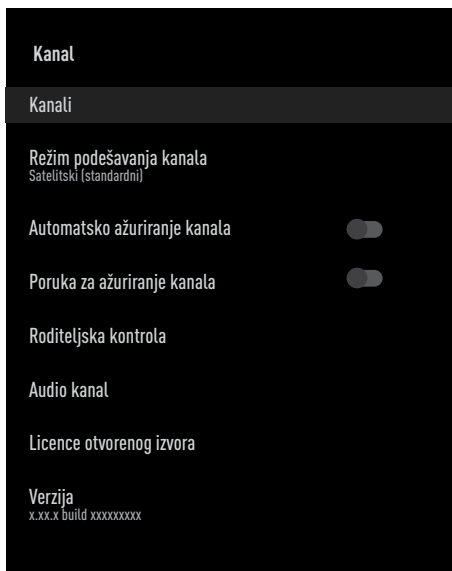 Kanal
Kanali
Režim podešavanja kanala
Satelitski (standardni)
Automatsko ažuriranje kanala
Poruka za ažuriranje kanala
Roditeljska kontrola
Audio kanal
Licence otvorenog izvora
Verzija
x.xx.x build xxxxxxxxx